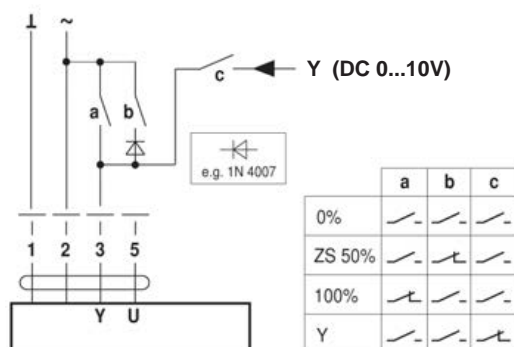 ⊥ ~
Y (DC 0...10V)
c
a b
e.g. 1N 4007
1 2 3 5
Y U
a b c
0%
ZS 50%
100%
Y